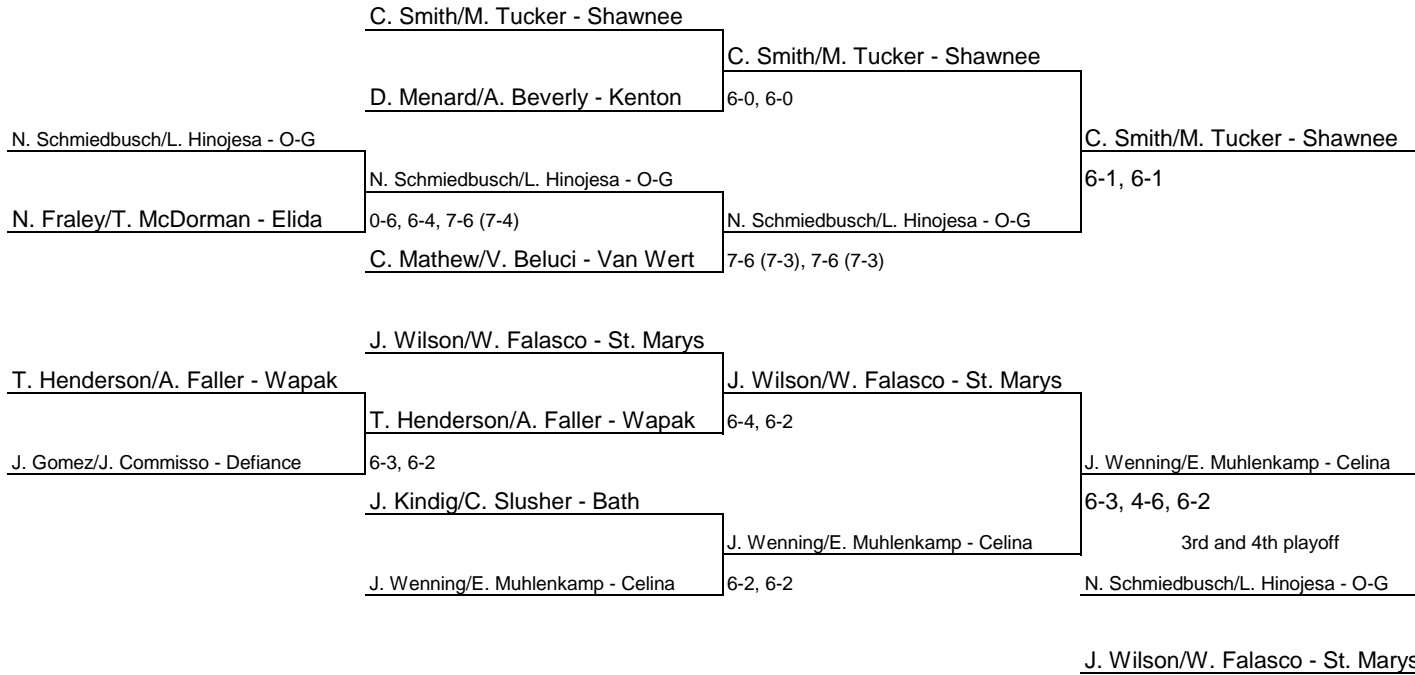 C. Smith/M. Tucker - Shawnee
C. Smith/M. Tucker - Shawnee
D. Menard/A. Beverly - Kenton
6-0, 6-0
N. Schmiedbusch/L. Hinojesa - O-G
C. Smith/M. Tucker - Shawnee
N. Schmiedbusch/L. Hinojesa - O-G
6-1, 6-1
N. Fraley/T. McDorman - Elida
0-6, 6-4, 7-6 (7-4)
N. Schmiedbusch/L. Hinojesa - O-G
C. Mathew/V. Beluci - Van Wert
7-6 (7-3), 7-6 (7-3)
J. Wilson/W. Falasco - St. Marys
T. Henderson/A. Faller - Wapak
J. Wilson/W. Falasco - St. Marys
T. Henderson/A. Faller - Wapak
6-4, 6-2
J. Gomez/J. Commisso - Defiance
6-3, 6-2
J. Wenning/E. Muhlenkamp - Celina
J. Kindig/C. Slusher - Bath
6-3, 4-6, 6-2
J. Wenning/E. Muhlenkamp - Celina
3rd and 4th playoff
J. Wenning/E. Muhlenkamp - Celina
6-2, 6-2
N. Schmiedbusch/L. Hinojesa - O-G
J. Wilson/W. Falasco - St. Marys